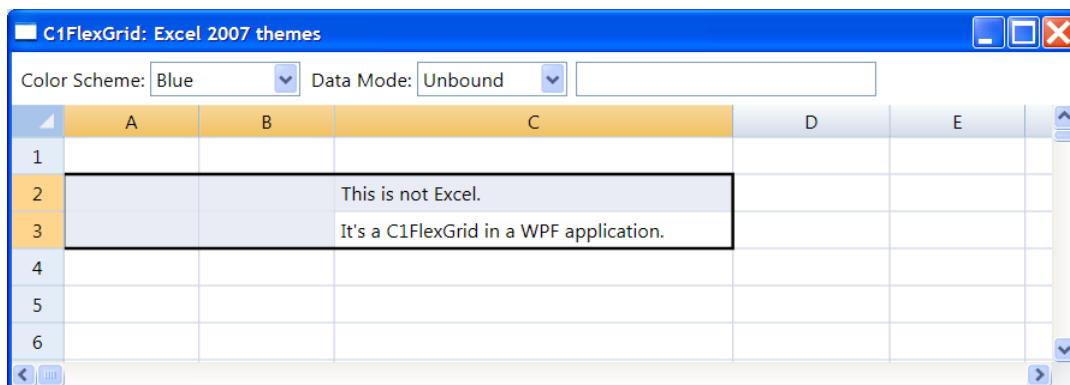 C1FlexGrid: Excel 2007 themes
Color Scheme: Blue Data Mode: Unbound
A B C D E
1
2 This is not Excel.
3 It's a C1FlexGrid in a WPF application.
4
5
6